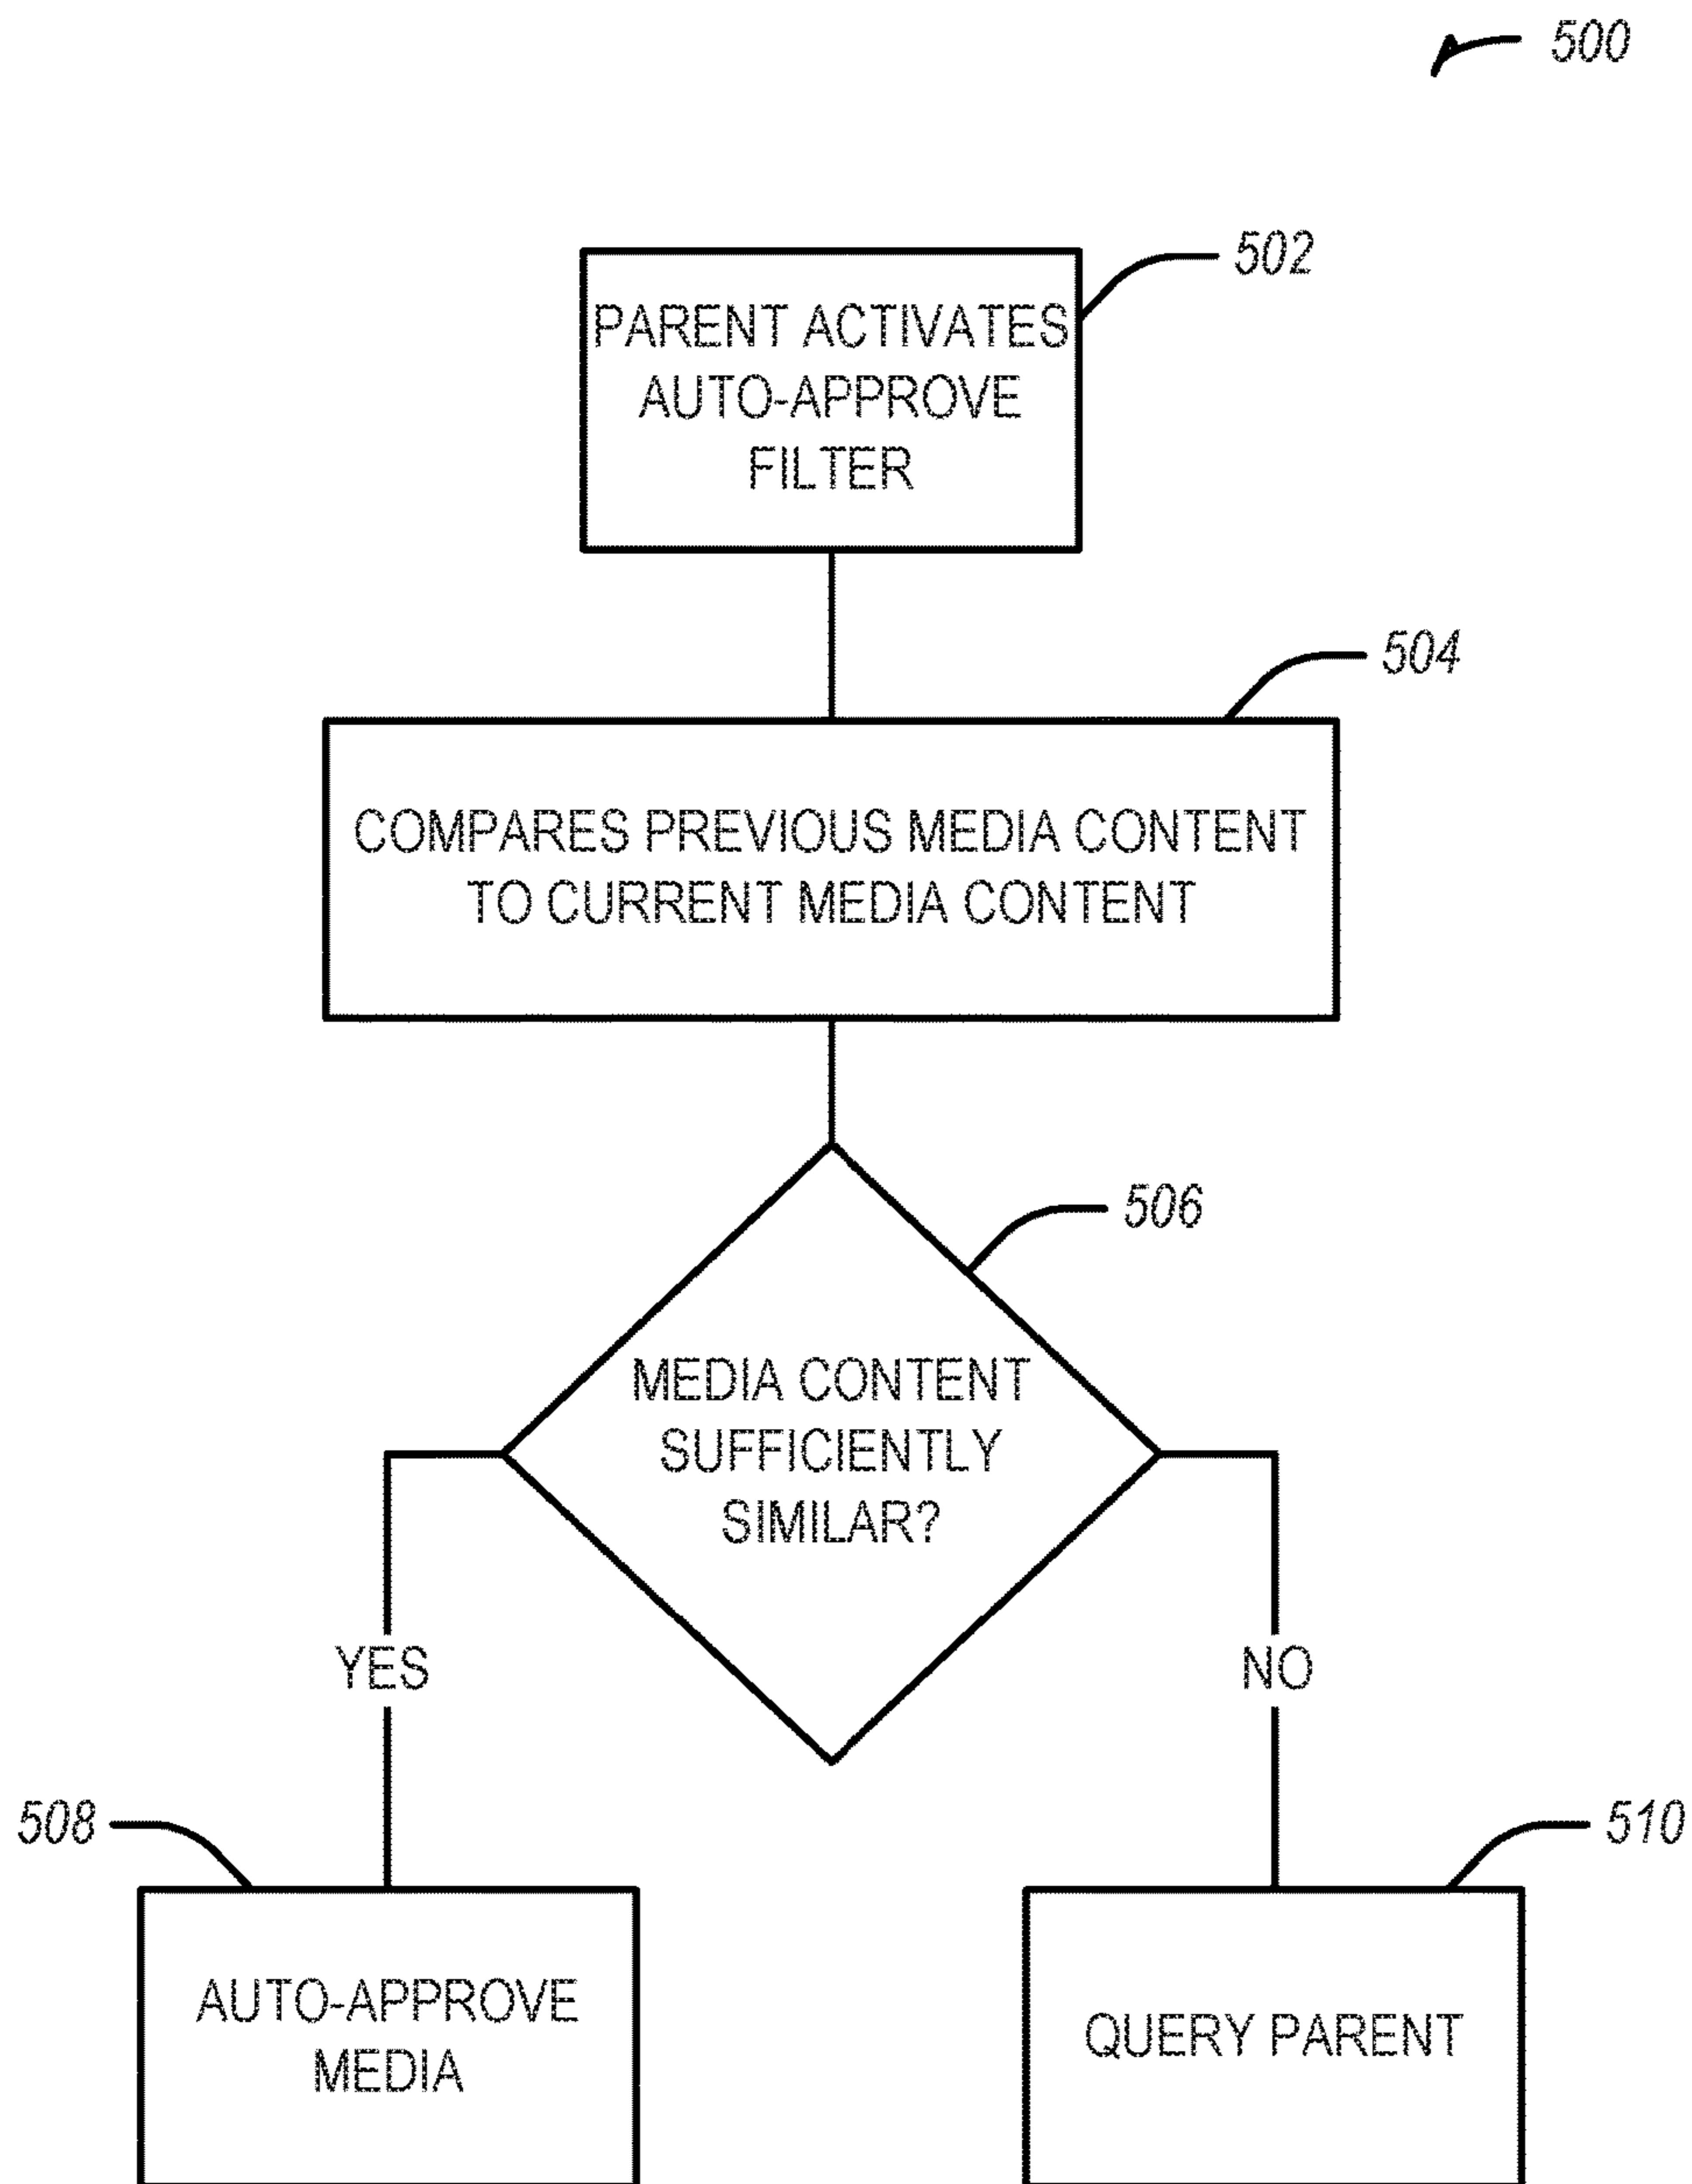 500
502
PARENT ACTIVATES
AUTO-APPROVE
FILTER
504
COMPARES PREVIOUS MEDIA CONTENT
TO CURRENT MEDIA CONTENT
506
MEDIA CONTENT
SUFFICIENTLY
SIMILAR?
YES
NO
508
510
AUTO-APPROVE
MEDIA
QUERY PARENT